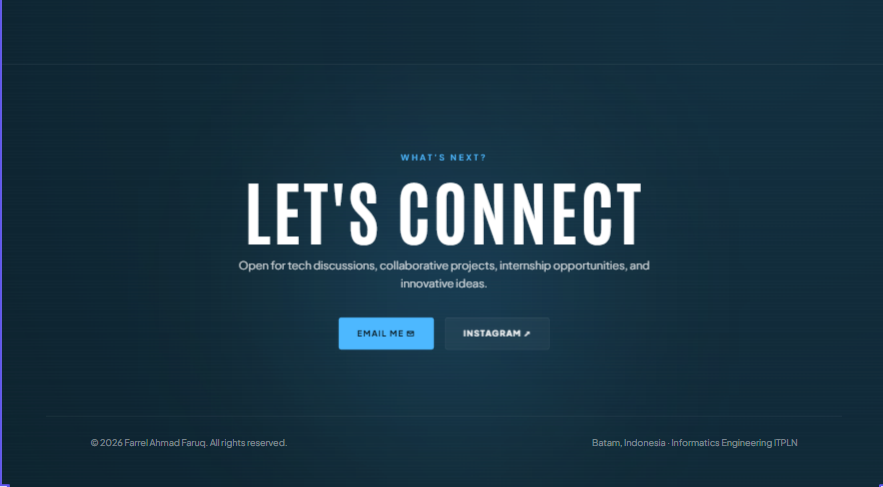 WHAT'S NEXT?
LET'S CONNECT
Open for tech discussions, collaborative projects, internship opportunities, and
innovative ideas.
EMAIL ME ✉
INSTAGRAM ↗
© 2026 Farrel Ahmad Faruq. All rights reserved.
Batam, Indonesia · Informatics Engineering ITPLN